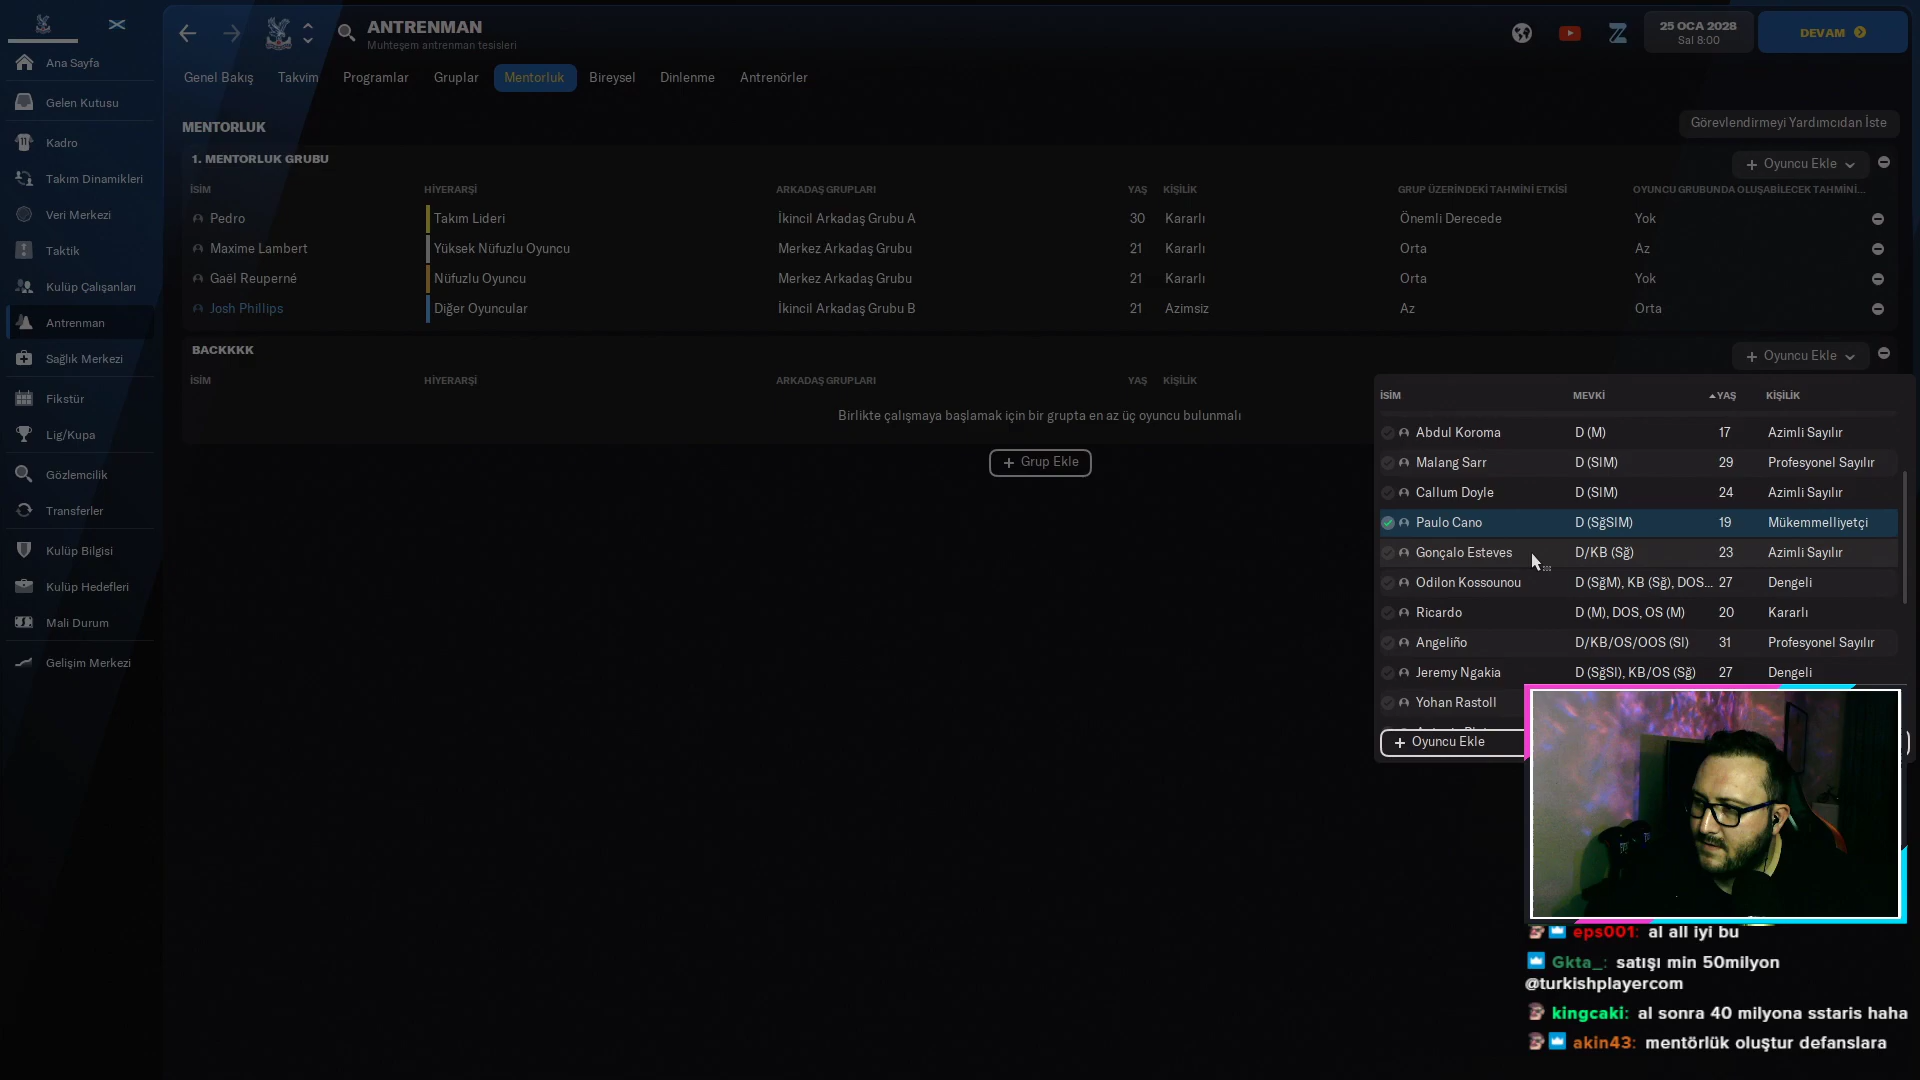 ANTRENMAN
Muhteşem antrenman tesisleri
25 OCA 2028
Sal 8:00
DEVAM
Ana Sayfa
Gelen Kutusu
Kadro
Takım Dinamikleri
Veri Merkezi
Taktik
Kulüp Çalışanları
Antrenman
Sağlık Merkezi
Fikstür
Lig/Kupa
Gözlemcilik
Transferler
Kulüp Bilgisi
Kulüp Hedefleri
Mali Durum
Gelişim Merkezi
Genel Bakış Takvim Programlar Gruplar Mentorluk Bireysel Dinlenme Antrenörler
MENTORLUK
Görevlendirmeyi Yardımcıdan İste
1. MENTORLUK GRUBU
+ Oyuncu Ekle
İSİM HİYERARŞİ ARKADAŞ GRUPLARI YAŞ KİŞİLİK GRUP ÜZERİNDEKİ TAHMİNİ ETKİSİ OYUNCU GRUBUNDA OLUŞABİLECEK TAHMİNİ...
Pedro Takım Lideri İkincil Arkadaş Grubu A 30 Kararlı Önemli Derecede Yok
Maxime Lambert Yüksek Nüfuzlu Oyuncu Merkez Arkadaş Grubu 21 Kararlı Orta Az
Gaël Reuperné Nüfuzlu Oyuncu Merkez Arkadaş Grubu 21 Kararlı Orta Yok
Josh Phillips Diğer Oyuncular İkincil Arkadaş Grubu B 21 Azimsiz Az Orta
BACKKKK
+ Oyuncu Ekle
İSİM HİYERARŞİ ARKADAŞ GRUPLARI YAŞ KİŞİLİK
Birlikte çalışmaya başlamak için bir grupta en az üç oyuncu bulunmalı
+ Grup Ekle
İSİM MEVKİ YAŞ KİŞİLİK
Abdul Koroma D (M) 17 Azimli Sayılır
Malang Sarr D (SlM) 29 Profesyonel Sayılır
Callum Doyle D (SlM) 24 Azimli Sayılır
Paulo Cano D (SğSlM) 19 Mükemmelliyetçi
Gonçalo Esteves D/KB (Sğ) 23 Azimli Sayılır
Odilon Kossounou D (SğM), KB (Sğ), DOS... 27 Dengeli
Ricardo D (M), DOS, OS (M) 20 Kararlı
Angeliño D/KB/OS/OOS (Sl) 31 Profesyonel Sayılır
Jeremy Ngakia D (SğSl), KB/OS (Sğ) 27 Dengeli
Yohan Rastoll
+ Oyuncu Ekle
eps001: al all iyi bu
Gkta_: satışı min 50milyon
@turkishplayercom
kingcaki: al sonra 40 milyona sstaris haha
akin43: mentörlük oluştur defanslara